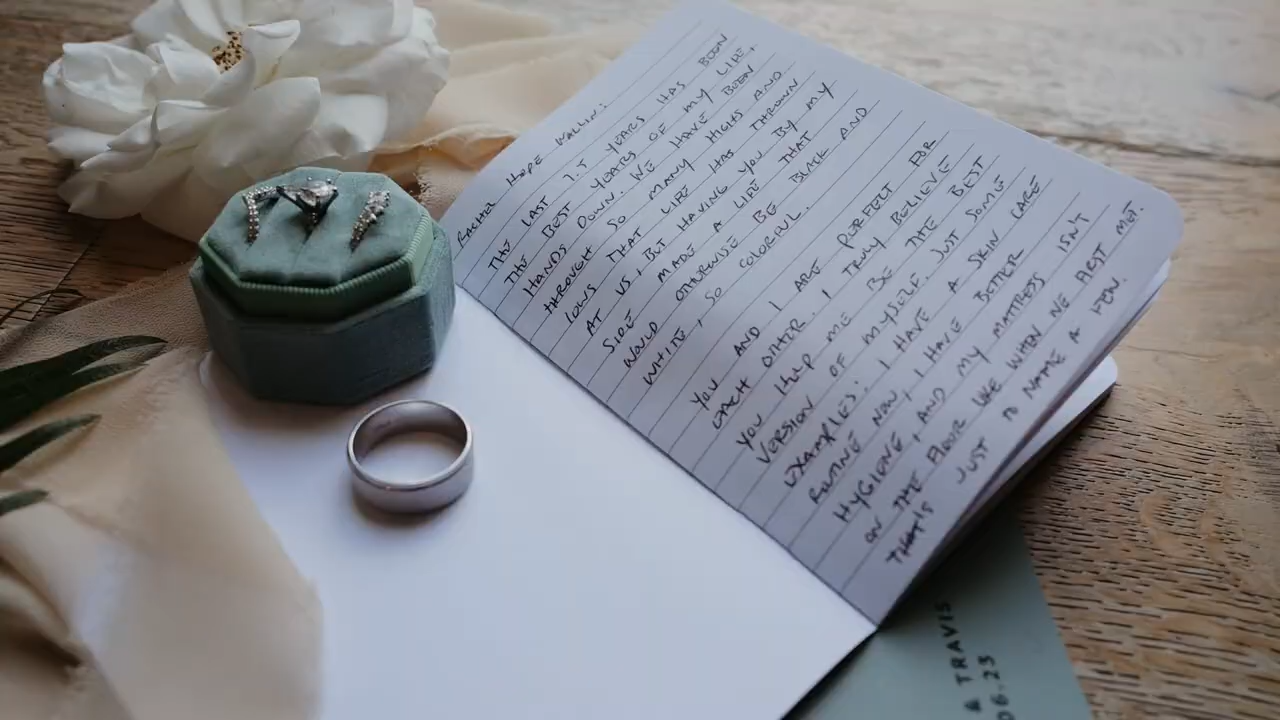 RACHEL HOPE WALLIN:
THE LAST 7.5 YEARS HAS BEEN
THE BEST YEARS OF MY LIFE,
HANDS DOWN. WE HAVE BEEN
THROUGH SO MANY HIGHS AND
LOWS THAT LIFE HAS THROWN
AT US, BUT HAVING YOU BY MY
SIDE MADE A LIFE THAT
WOULD OTHERWISE BE BLACK AND
WHITE, SO COLORFUL.
YOU AND I ARE PERFECT FOR
EACH OTHER. I TRULY BELIEVE
YOU HELP ME BE THE BEST
VERSION OF MYSELF. JUST SOME
EXAMPLES: I HAVE A SKIN CARE
ROUTINE NOW, I HAVE BETTER
HYGIENE, AND MY MATTRESS ISN'T
ON THE FLOOR LIKE WHEN WE FIRST MET.
THAT'S JUST TO NAME A FEW.
& TRAVIS
06.23